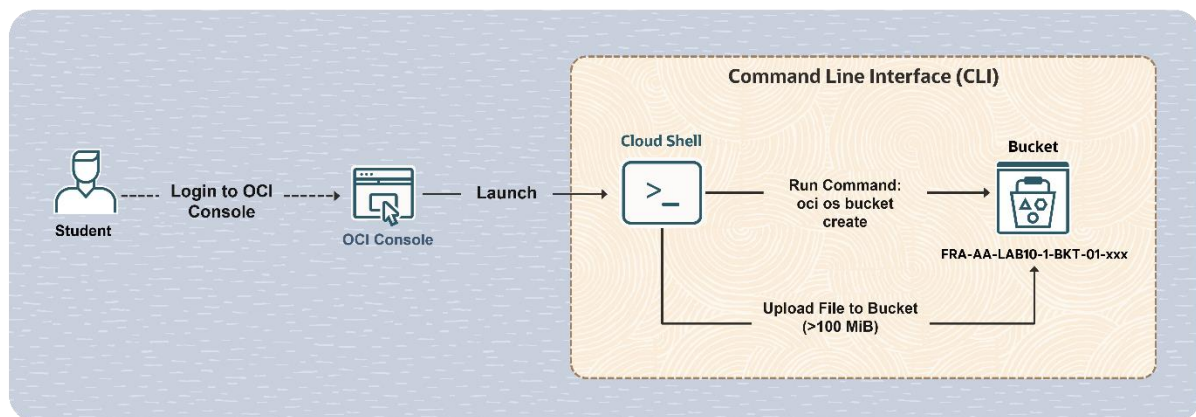 Command Line Interface (CLI)
Cloud Shell
Bucket
Login to OCI
Console
Launch
>_
Run Command:
oci os bucket
create
Student
OCI Console
FRA-AA-LAB10-1-BKT-01-xxx
Upload File to Bucket
(>100 MiB)